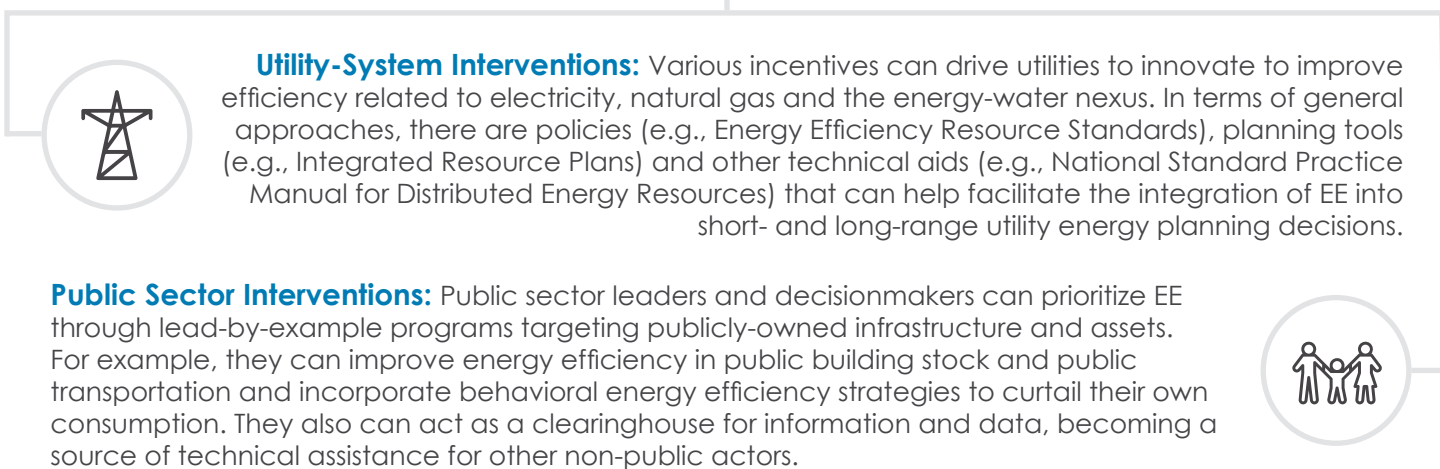 Utility-System Interventions: Various incentives can drive utilities to innovate to improve
efficiency related to electricity, natural gas and the energy-water nexus. In terms of general
approaches, there are policies (e.g., Energy Efficiency Resource Standards), planning tools
(e.g., Integrated Resource Plans) and other technical aids (e.g., National Standard Practice
Manual for Distributed Energy Resources) that can help facilitate the integration of EE into
short- and long-range utility energy planning decisions.
Public Sector Interventions: Public sector leaders and decisionmakers can prioritize EE
through lead-by-example programs targeting publicly-owned infrastructure and assets.
For example, they can improve energy efficiency in public building stock and public
transportation and incorporate behavioral energy efficiency strategies to curtail their own
consumption. They also can act as a clearinghouse for information and data, becoming a
source of technical assistance for other non-public actors.